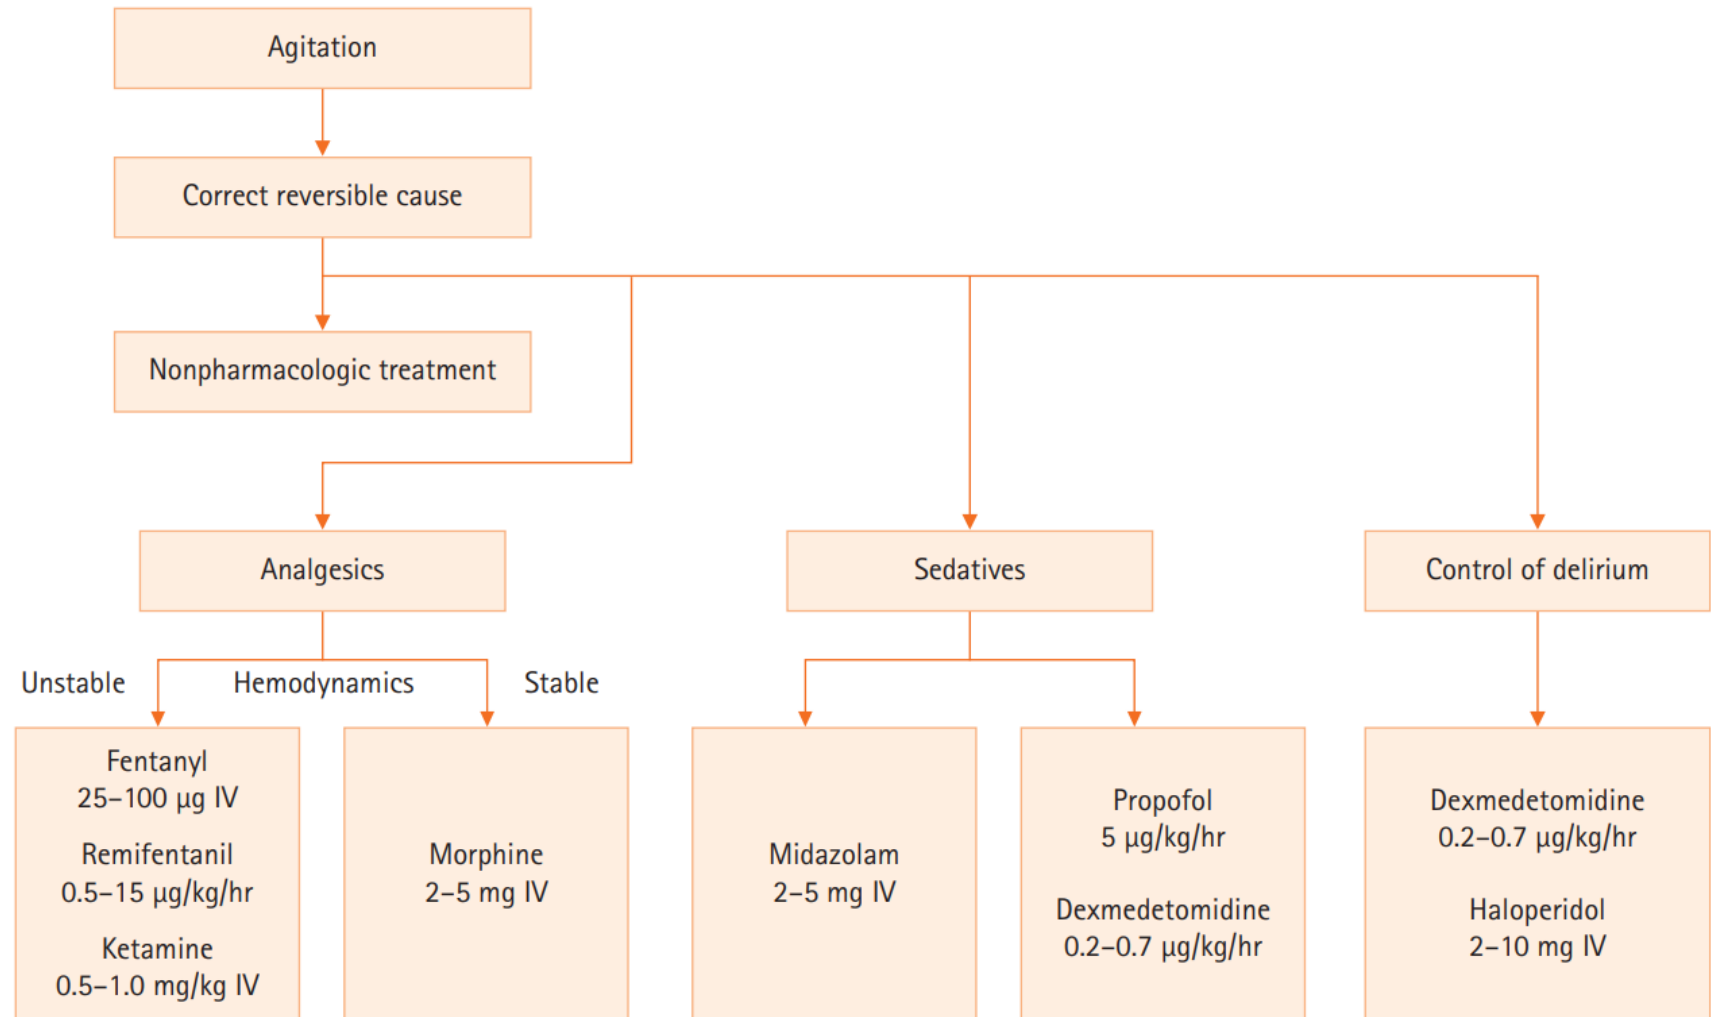 Agitation
Correct reversible cause
Nonpharmacologic treatment
Analgesics
Sedatives
Control of delirium
Unstable
Hemodynamics
Stable
Fentanyl
25–100 µg IV
Remifentanil
0.5–15 µg/kg/hr
Ketamine
0.5–1.0 mg/kg IV
Morphine
2–5 mg IV
Midazolam
2–5 mg IV
Propofol
5 µg/kg/hr
Dexmedetomidine
0.2–0.7 µg/kg/hr
Dexmedetomidine
0.2–0.7 µg/kg/hr
Haloperidol
2–10 mg IV